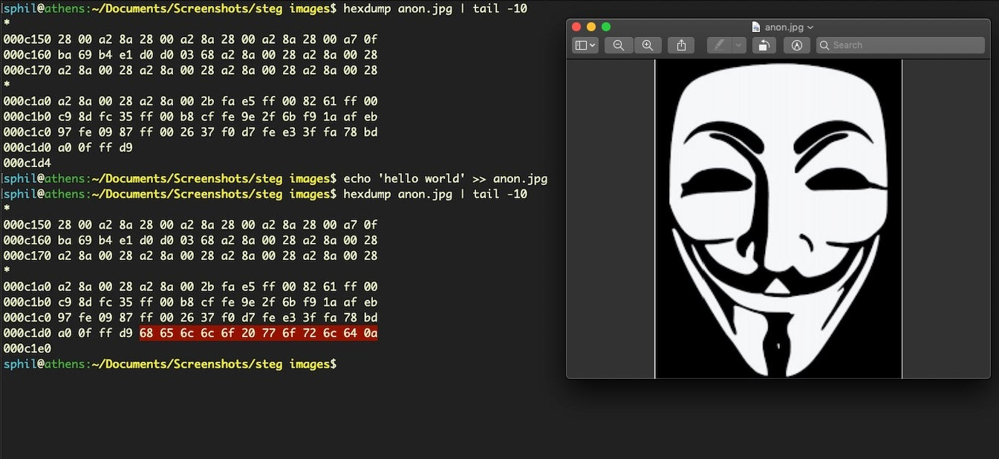 sphil@athens:~/Documents/Screenshots/steg images$ hexdump anon.jpg | tail -10
*
000c150 28 00 a2 8a 28 00 a2 8a 28 00 a2 8a 28 00 a7 0f
000c160 ba 69 b4 e1 d0 d0 03 68 a2 8a 00 28 a2 8a 00 28
000c170 a2 8a 00 28 a2 8a 00 28 a2 8a 00 28 a2 8a 00 28
*
000c1a0 a2 8a 00 28 a2 8a 00 2b fa e5 ff 00 82 61 ff 00
000c1b0 c9 8d fc 35 ff 00 b8 cf fe 9e 2f 6b f9 1a af eb
000c1c0 97 fe 09 87 ff 00 26 37 f0 d7 fe e3 3f fa 78 bd
000c1d0 a0 0f ff d9
000c1d4
sphil@athens:~/Documents/Screenshots/steg images$ echo 'hello world' >> anon.jpg
sphil@athens:~/Documents/Screenshots/steg images$ hexdump anon.jpg | tail -10
*
000c150 28 00 a2 8a 28 00 a2 8a 28 00 a2 8a 28 00 a7 0f
000c160 ba 69 b4 e1 d0 d0 03 68 a2 8a 00 28 a2 8a 00 28
000c170 a2 8a 00 28 a2 8a 00 28 a2 8a 00 28 a2 8a 00 28
*
000c1a0 a2 8a 00 28 a2 8a 00 2b fa e5 ff 00 82 61 ff 00
000c1b0 c9 8d fc 35 ff 00 b8 cf fe 9e 2f 6b f9 1a af eb
000c1c0 97 fe 09 87 ff 00 26 37 f0 d7 fe e3 3f fa 78 bd
000c1d0 a0 0f ff d9 68 65 6c 6c 6f 20 77 6f 72 6c 64 0a
000c1e0
sphil@athens:~/Documents/Screenshots/steg images$
anon.jpg
Search